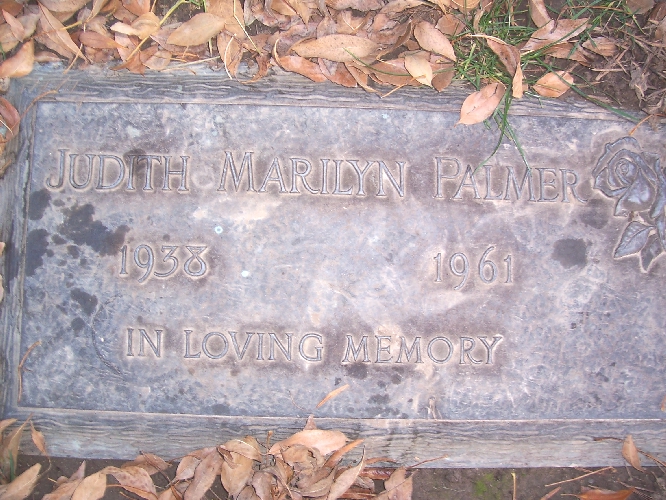 JUDITH MARILYN PALMER
1938 1961
IN LOVING MEMORY